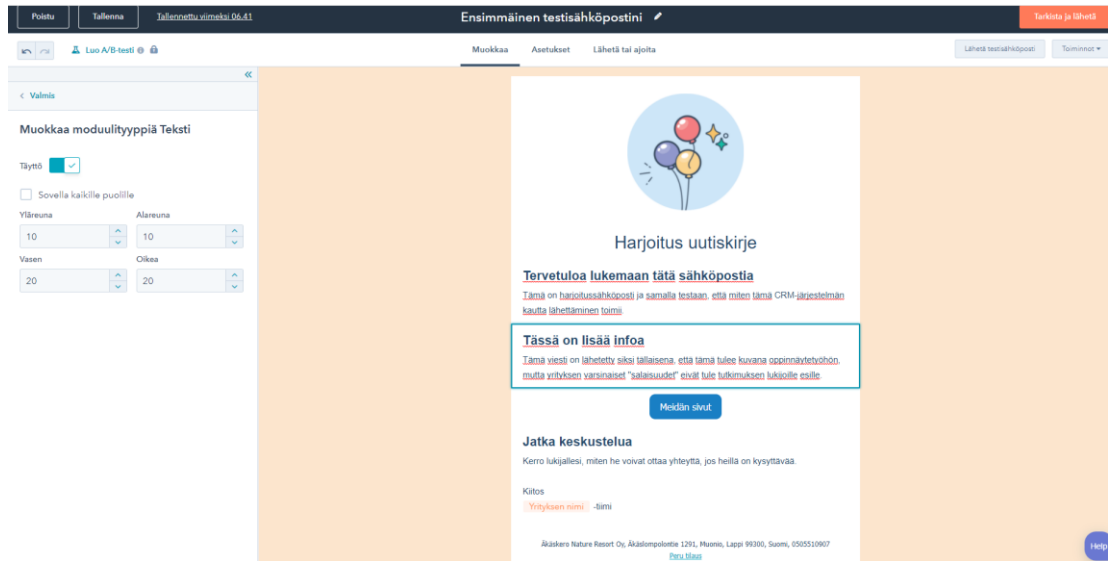 Poistu
Tallenna
Tallennettu viimeksi 06.41
Ensimmäinen testisähköpostini
Tarkista ja lähetä
Luo A/B-testi
Muokkaa
Asetukset
Lähetä tai ajoita
Lähetä testisähköposti
Toiminnot
Valmis
Muokkaa moduulityyppiä Teksti
Täyttö
Sovella kaikille puolille
Yläreuna
Alareuna
10
10
Vasen
Oikea
20
20
Harjoitus uutiskirje
Tervetuloa lukemaan tätä sähköpostia
Tämä on harjoitussähköposti ja samalla testaan, että miten tämä CRM-järjestelmän
kautta lähettäminen toimii.
Tässä on lisää infoa
Tämä viesti on lähetetty siksi tällaisena, että tämä tulee kuvana oppinnäytetyöhön,
mutta yrityksen varsinaiset "salaisuudet" eivät tule tutkimuksen lukijoille esille.
Meidän sivut
Jatka keskustelua
Kerro lukijallesi, miten he voivat ottaa yhteyttä, jos heillä on kysyttävää.
Kiitos
Yrityksen nimi -tiimi
Äkäskero Nature Resort Oy, Äkäslompolontie 1291, Muonio, Lappi 99300, Suomi, 0505510907
Peru tilaus
Help